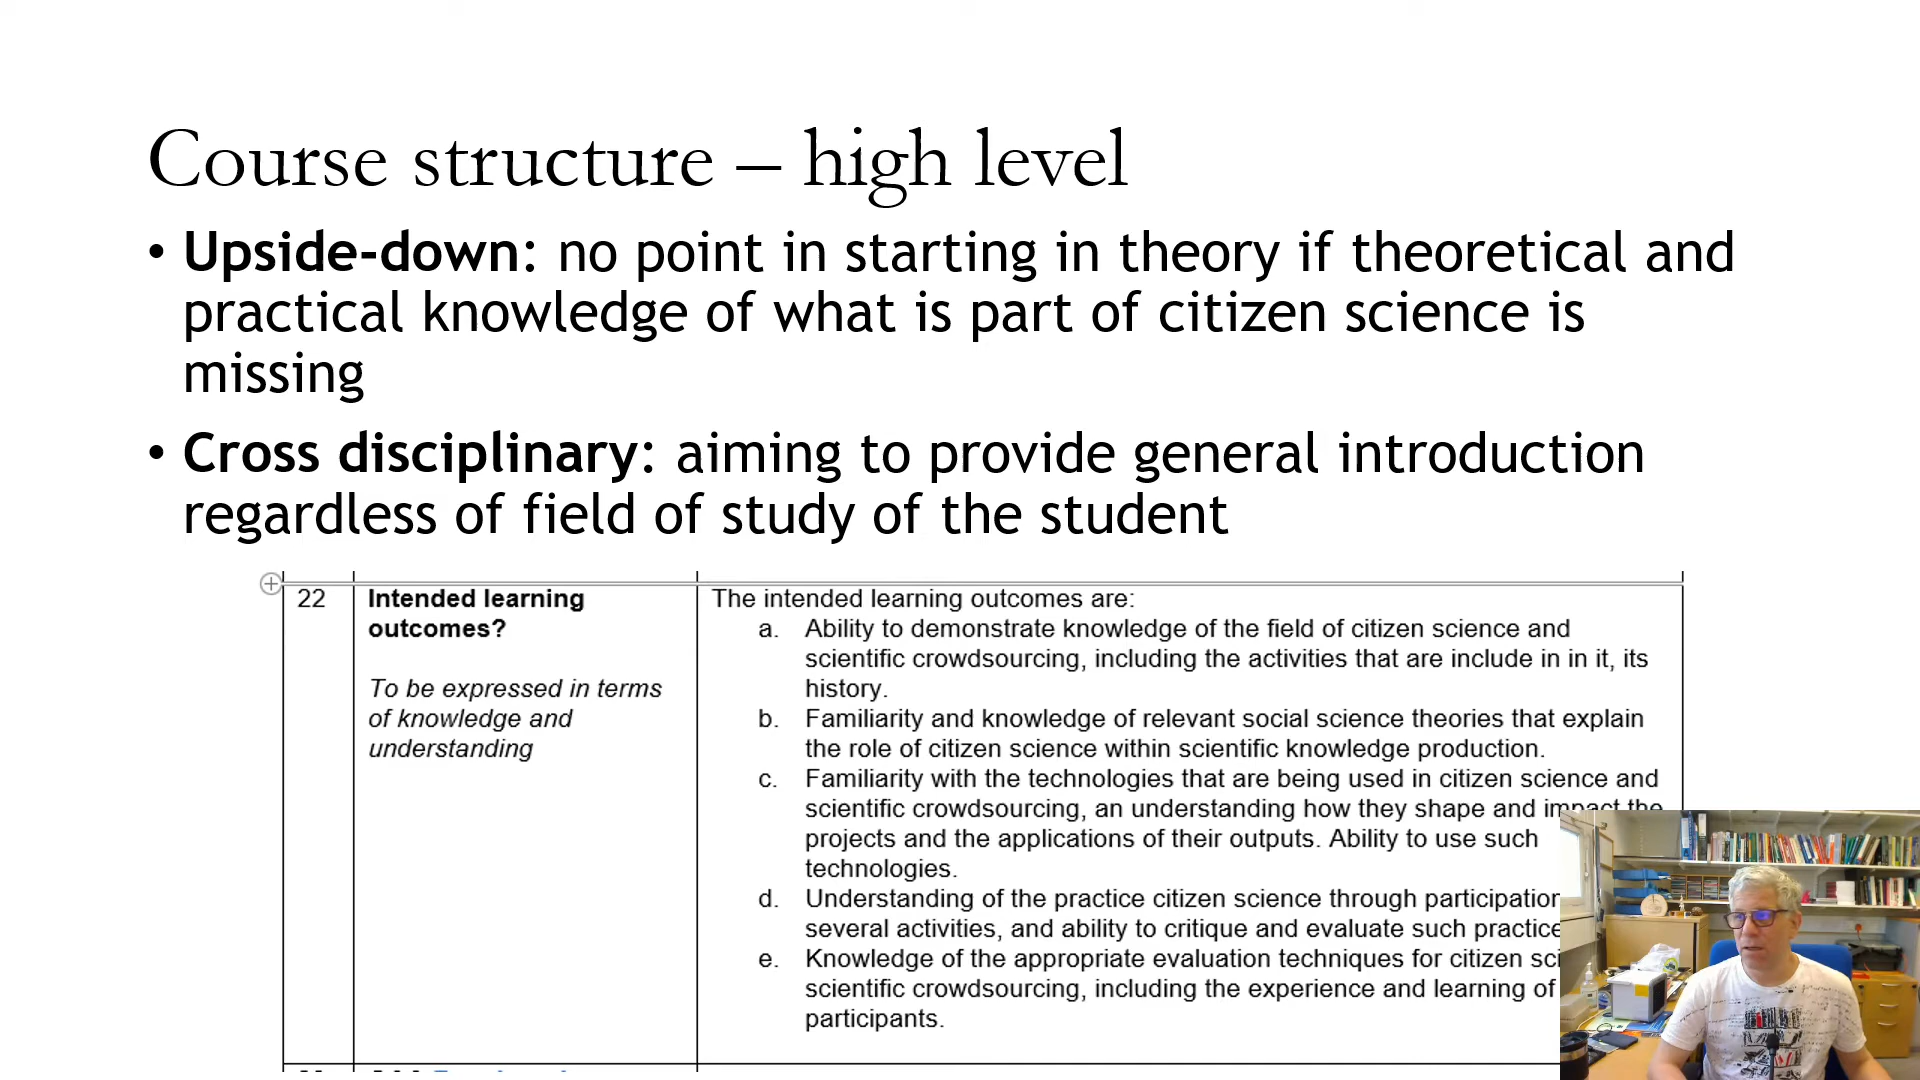 Course structure – high level
• Upside-down: no point in starting in theory if theoretical and
practical knowledge of what is part of citizen science is
missing
• Cross disciplinary: aiming to provide general introduction
regardless of field of study of the student
22
Intended learning
outcomes?
To be expressed in terms
of knowledge and
understanding
The intended learning outcomes are:
a. Ability to demonstrate knowledge of the field of citizen science and
scientific crowdsourcing, including the activities that are include in in it, its
history.
b. Familiarity and knowledge of relevant social science theories that explain
the role of citizen science within scientific knowledge production.
c. Familiarity with the technologies that are being used in citizen science and
scientific crowdsourcing, an understanding how they shape and impact the
projects and the applications of their outputs. Ability to use such
technologies.
d. Understanding of the practice citizen science through participation
several activities, and ability to critique and evaluate such practice
e. Knowledge of the appropriate evaluation techniques for citizen sci
scientific crowdsourcing, including the experience and learning of
participants.